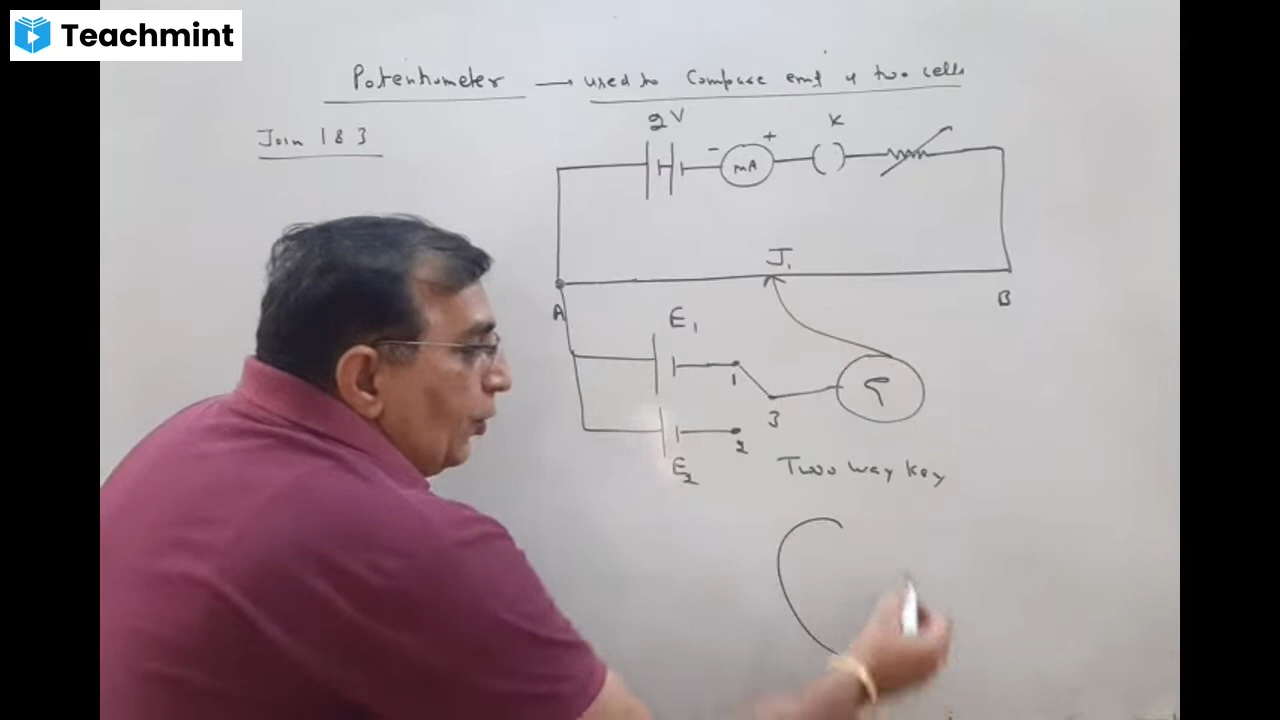 Teachmint
Potentiometer → used to Compare emf of two cells
Join 1 & 3
2V
K
-
+
mA
J1
A
B
E1
1
G
3
2
E2
Two way key